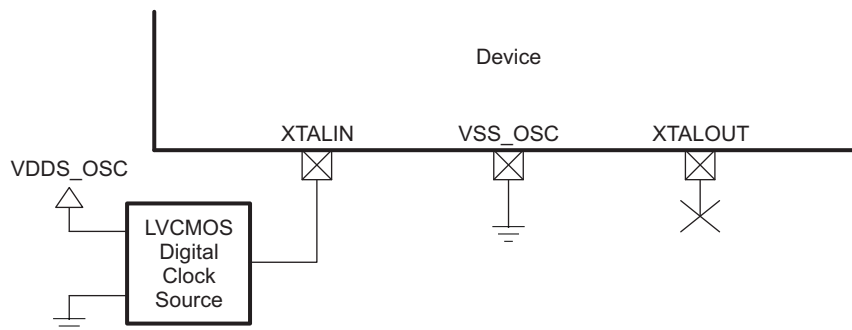 Device
XTALIN
VSS_OSC
XTALOUT
VDDS_OSC
LVCMOS
Digital
Clock
Source